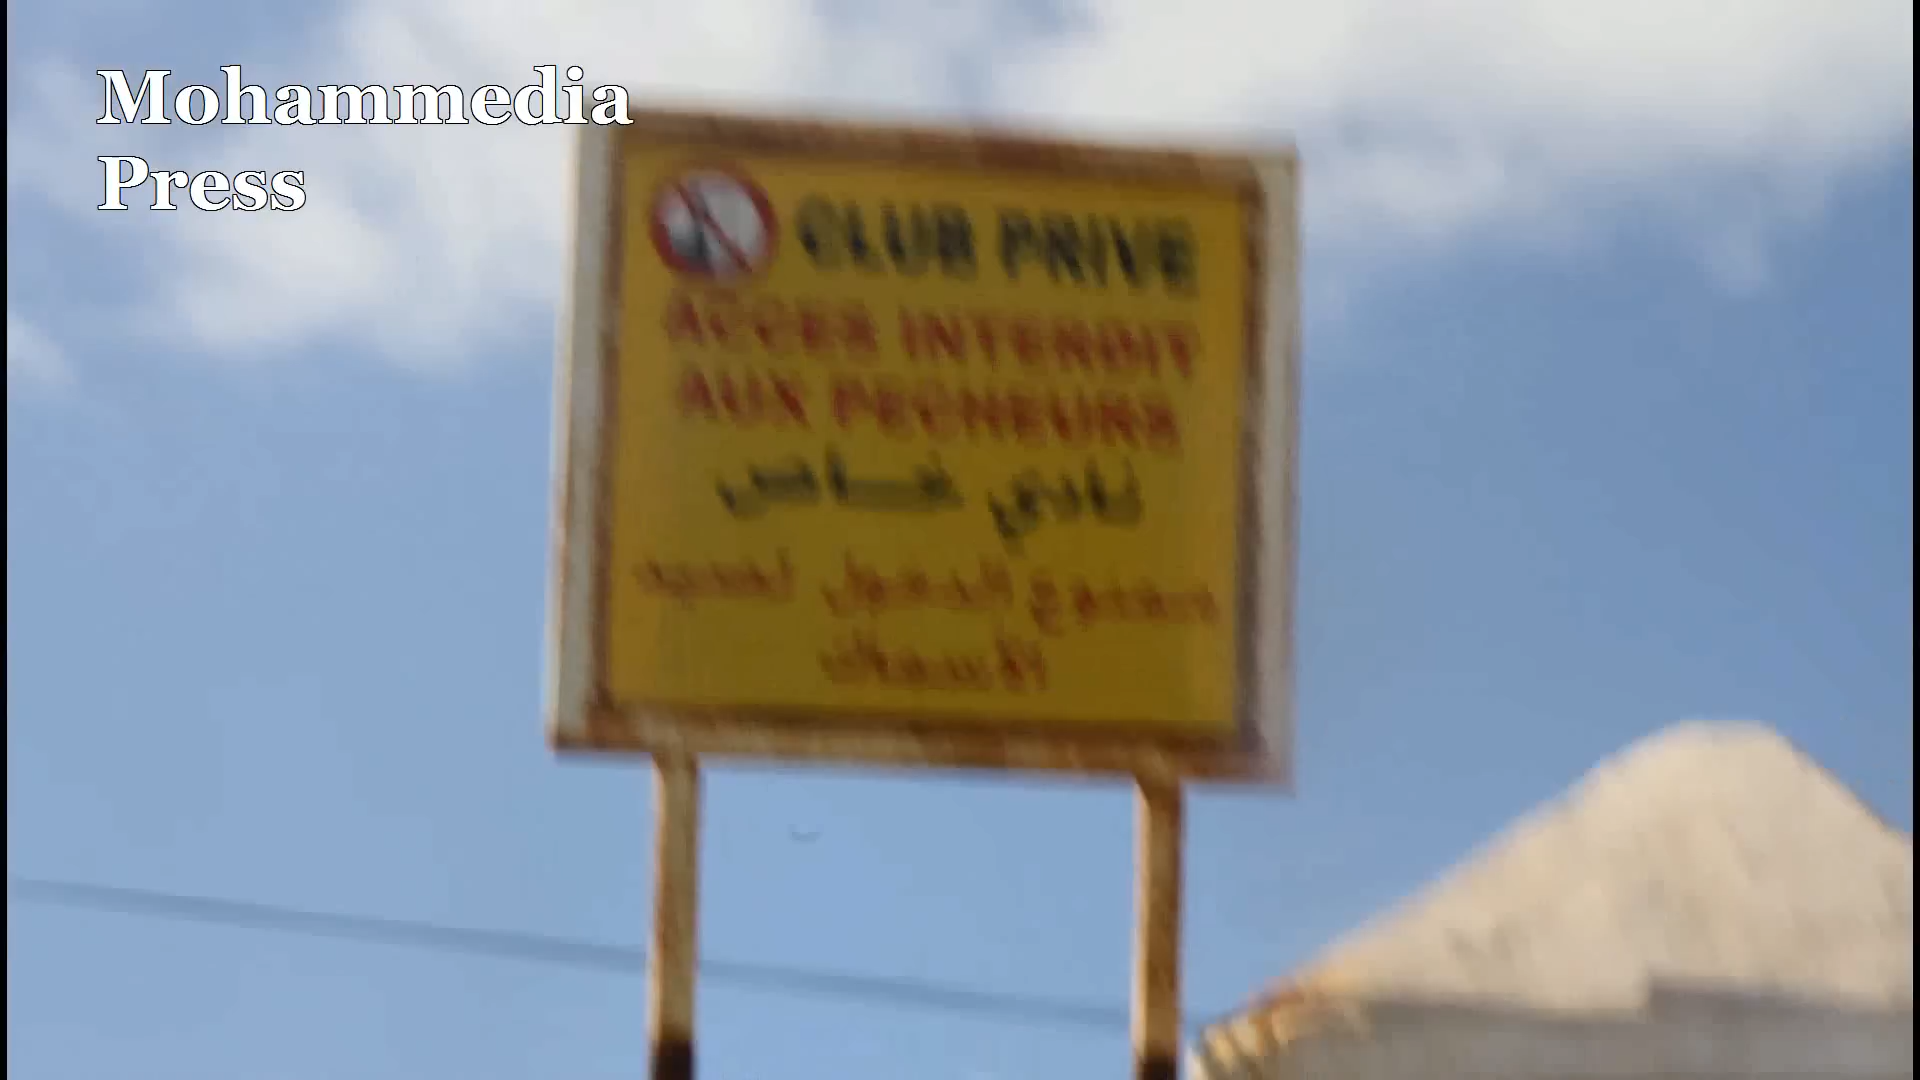 Mohammedia
Press
CLUB PRIVE
ACCES INTERDIT
AUX PECHEURS
نادي خاص
ممنوع الدخول لصيد
الأسماك